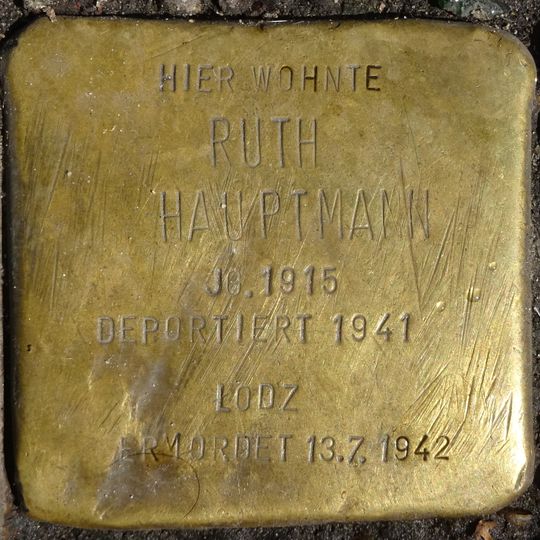 HIER WOHNTE
RUTH
HAUPTMANN
JG. 1915
DEPORTIERT 1941
LODZ
ERMORDET 13.7. 1942